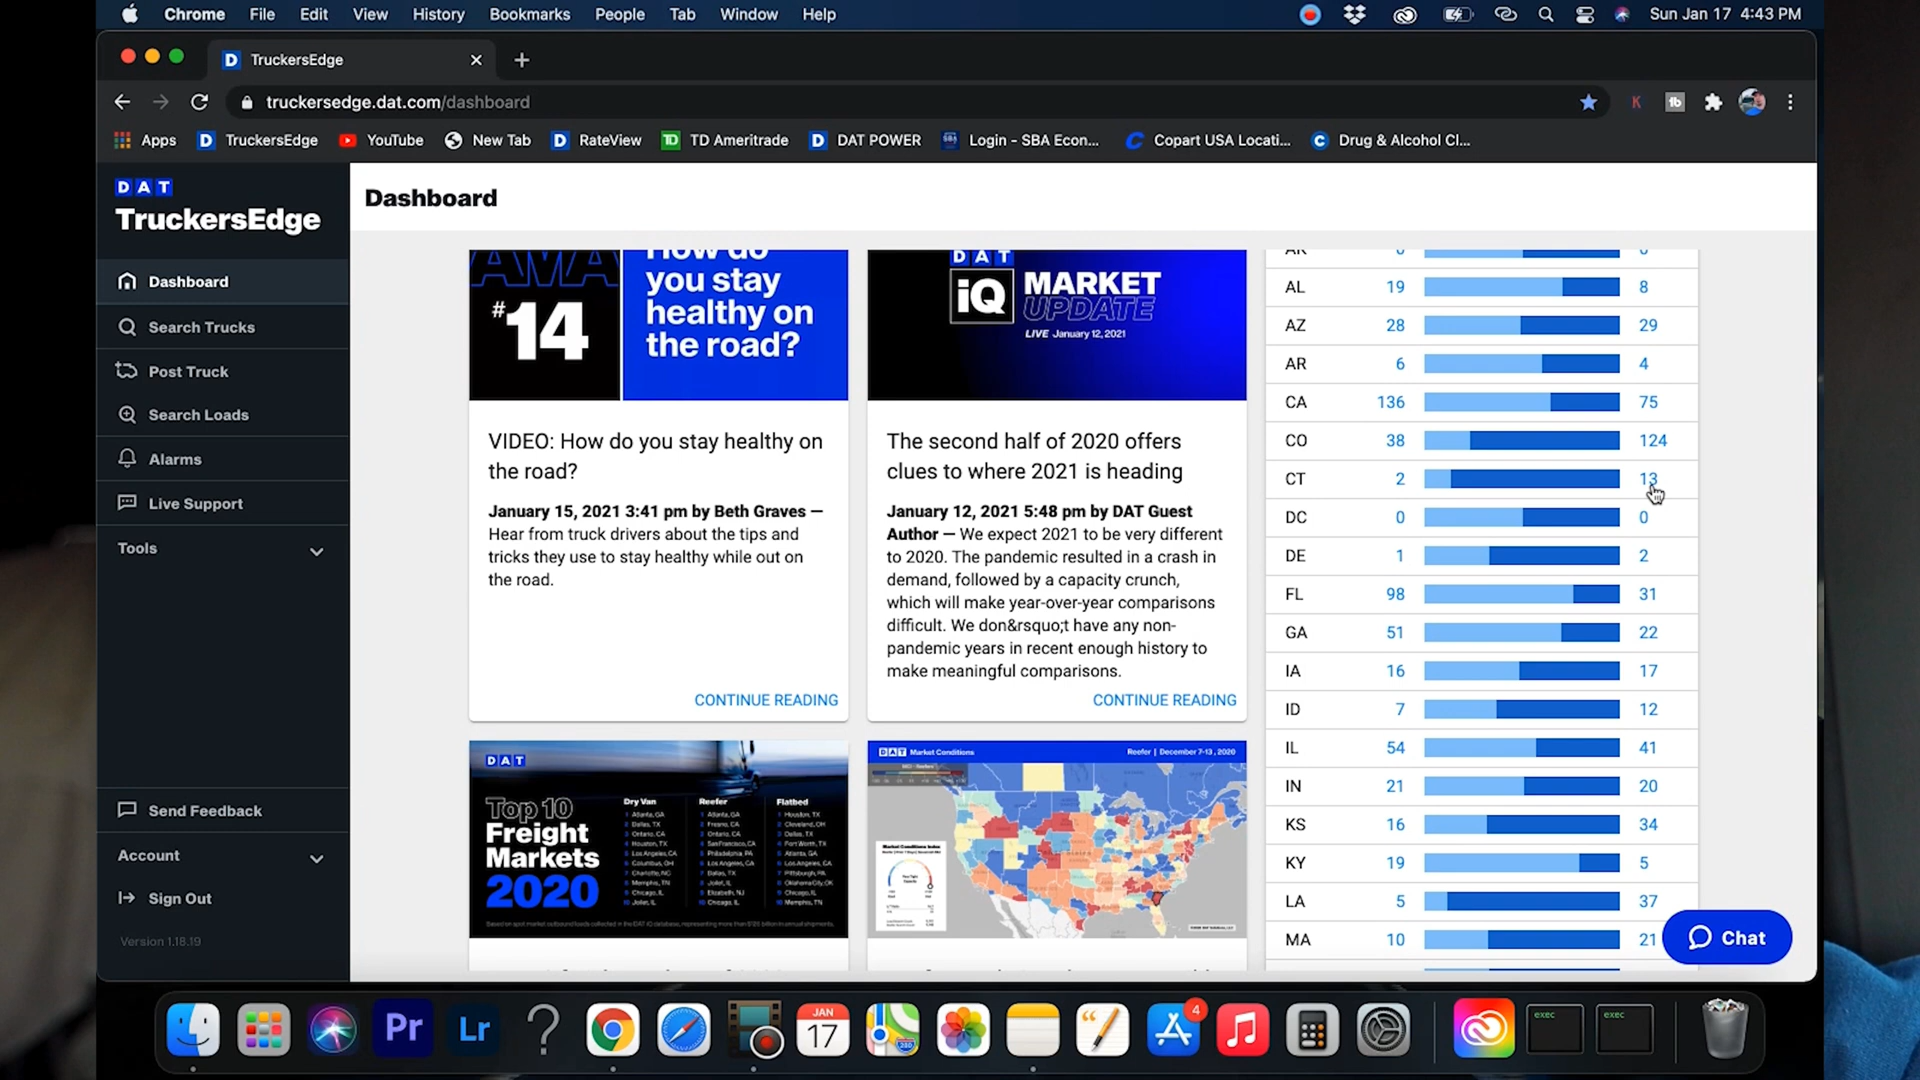 Chrome File Edit View History Bookmarks People Tab Window Help
Sun Jan 17 4:43 PM
TruckersEdge
truckersedge.dat.com/dashboard
Apps TruckersEdge YouTube New Tab RateView TD Ameritrade DAT POWER Login - SBA Econ... Copart USA Locati... Drug & Alcohol Cl...
DAT
TruckersEdge
Dashboard
Search Trucks
Post Truck
Search Loads
Alarms
Live Support
Tools
Send Feedback
Account
Sign Out
Version 1.18.19
Dashboard
#14
How do
you stay
healthy on
the road?
VIDEO: How do you stay healthy on
the road?
January 15, 2021 3:41 pm by Beth Graves —
Hear from truck drivers about the tips and
tricks they use to stay healthy while out on
the road.
CONTINUE READING
DAT
iQ MARKET
UPDATE
LIVE January 12, 2021
The second half of 2020 offers
clues to where 2021 is heading
January 12, 2021 5:48 pm by DAT Guest
Author — We expect 2021 to be very different
to 2020. The pandemic resulted in a crash in
demand, followed by a capacity crunch,
which will make year-over-year comparisons
difficult. We don&rsquo;t have any non-
pandemic years in recent enough history to
make meaningful comparisons.
CONTINUE READING
DAT
Top 10
Freight
Markets
2020
Dry Van Reefer Flatbed
DAT Market Conditions
Reefer | December 7-13, 2020
AL 19 8
AZ 28 29
AR 6 4
CA 136 75
CO 38 124
CT 2 13
DC 0 0
DE 1 2
FL 98 31
GA 51 22
IA 16 17
ID 7 12
IL 54 41
IN 21 20
KS 16 34
KY 19 5
LA 5 37
MA 10 21
Chat
Pr
Lr
JAN
17
4
exec
exec